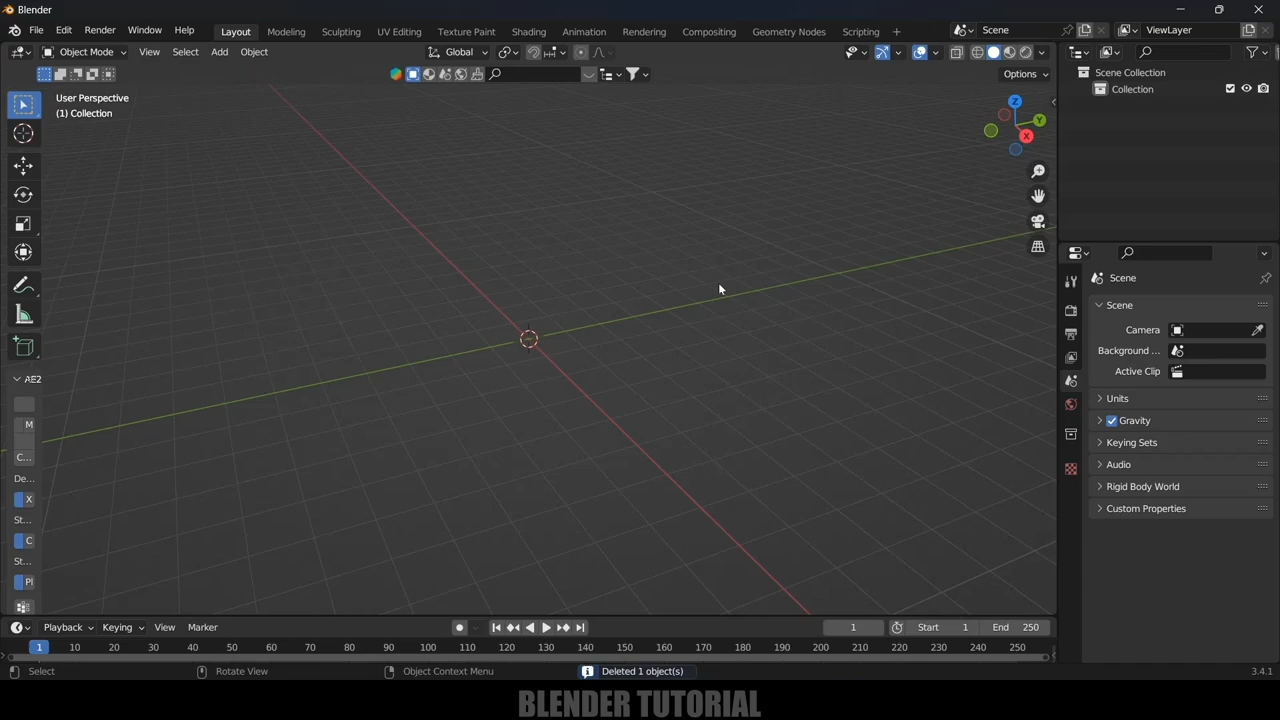 Blender
File Edit Render Window Help Layout Modeling Sculpting UV Editing Texture Paint Shading Animation Rendering Compositing Geometry Nodes Scripting + Scene ViewLayer
Object Mode View Select Add Object Global
Options
User Perspective
(1) Collection
Z
Y
X
Scene Collection
Collection
Scene
Scene
Camera
Background ...
Active Clip
Units
Gravity
Keying Sets
Audio
Rigid Body World
Custom Properties
AE2
M
C...
De...
X
St...
C
St...
Pl
Playback Keying View Marker 1 Start 1 End 250
1 10 20 30 40 50 60 70 80 90 100 110 120 130 140 150 160 170 180 190 200 210 220 230 240 250
Select Rotate View Object Context Menu Deleted 1 object(s) 3.4.1
BLENDER TUTORIAL